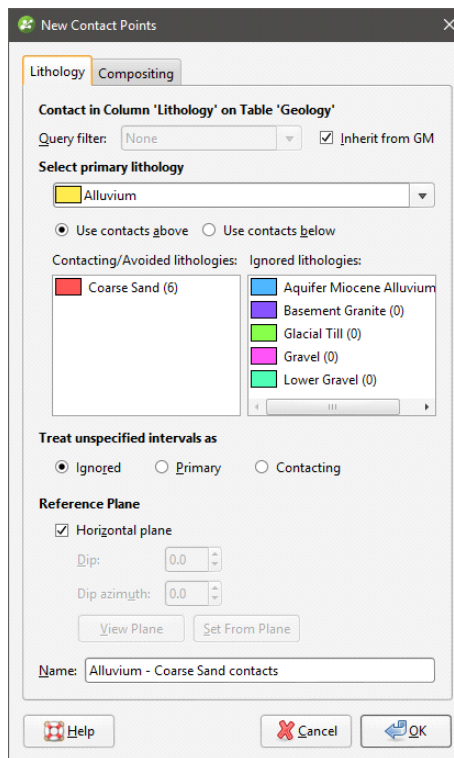 New Contact Points
Lithology Compositing
Contact in Column 'Lithology' on Table 'Geology'
Query filter: None Inherit from GM
Select primary lithology
Alluvium
Use contacts above Use contacts below
Contacting/Avoided lithologies: Ignored lithologies:
Coarse Sand (6) Aquifer Miocene Alluvium
Basement Granite (0)
Glacial Till (0)
Gravel (0)
Lower Gravel (0)
Treat unspecified intervals as
Ignored Primary Contacting
Reference Plane
Horizontal plane
Dip: 0.0
Dip azimuth: 0.0
View Plane Set From Plane
Name: Alluvium - Coarse Sand contacts
Help Cancel OK